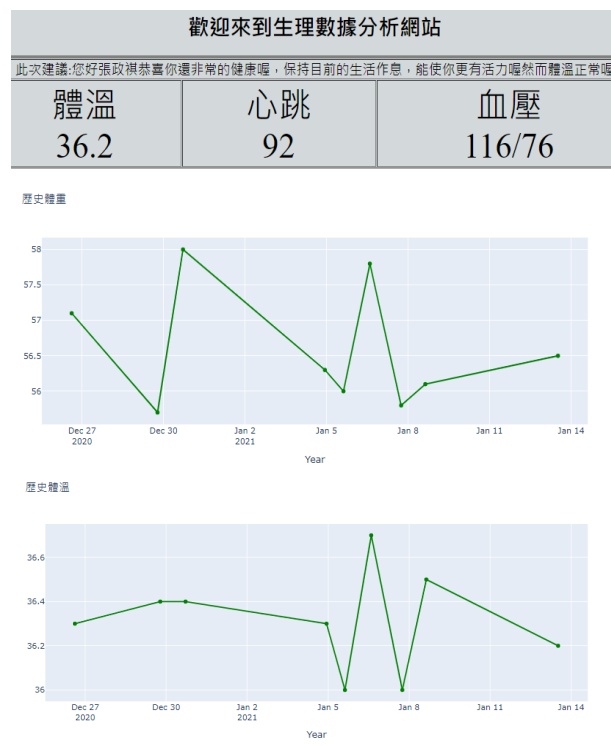 歡迎來到生理數據分析網站
此次建議:您好張政祺恭喜你還非常的健康喔，保持目前的生活作息，能使你更有活力喔然而體溫正常喔
體溫 心跳 血壓
36.2 92 116/76
歷史體重
58
57.5
57
56.5
56
Dec 27 Dec 30 Jan 2 Jan 5 Jan 8 Jan 11 Jan 14
2020 2021
Year
歷史體溫
36.6
36.4
36.2
36
Dec 27 Dec 30 Jan 2 Jan 5 Jan 8 Jan 11 Jan 14
2020 2021
Year